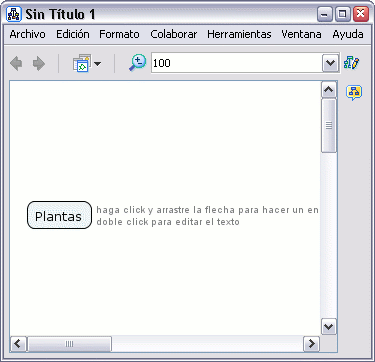 Sin Título 1
Archivo Edición Formato Colaborar Herramientas Ventana Ayuda
100
Plantas
haga click y arrastre la flecha para hacer un en
doble click para editar el texto